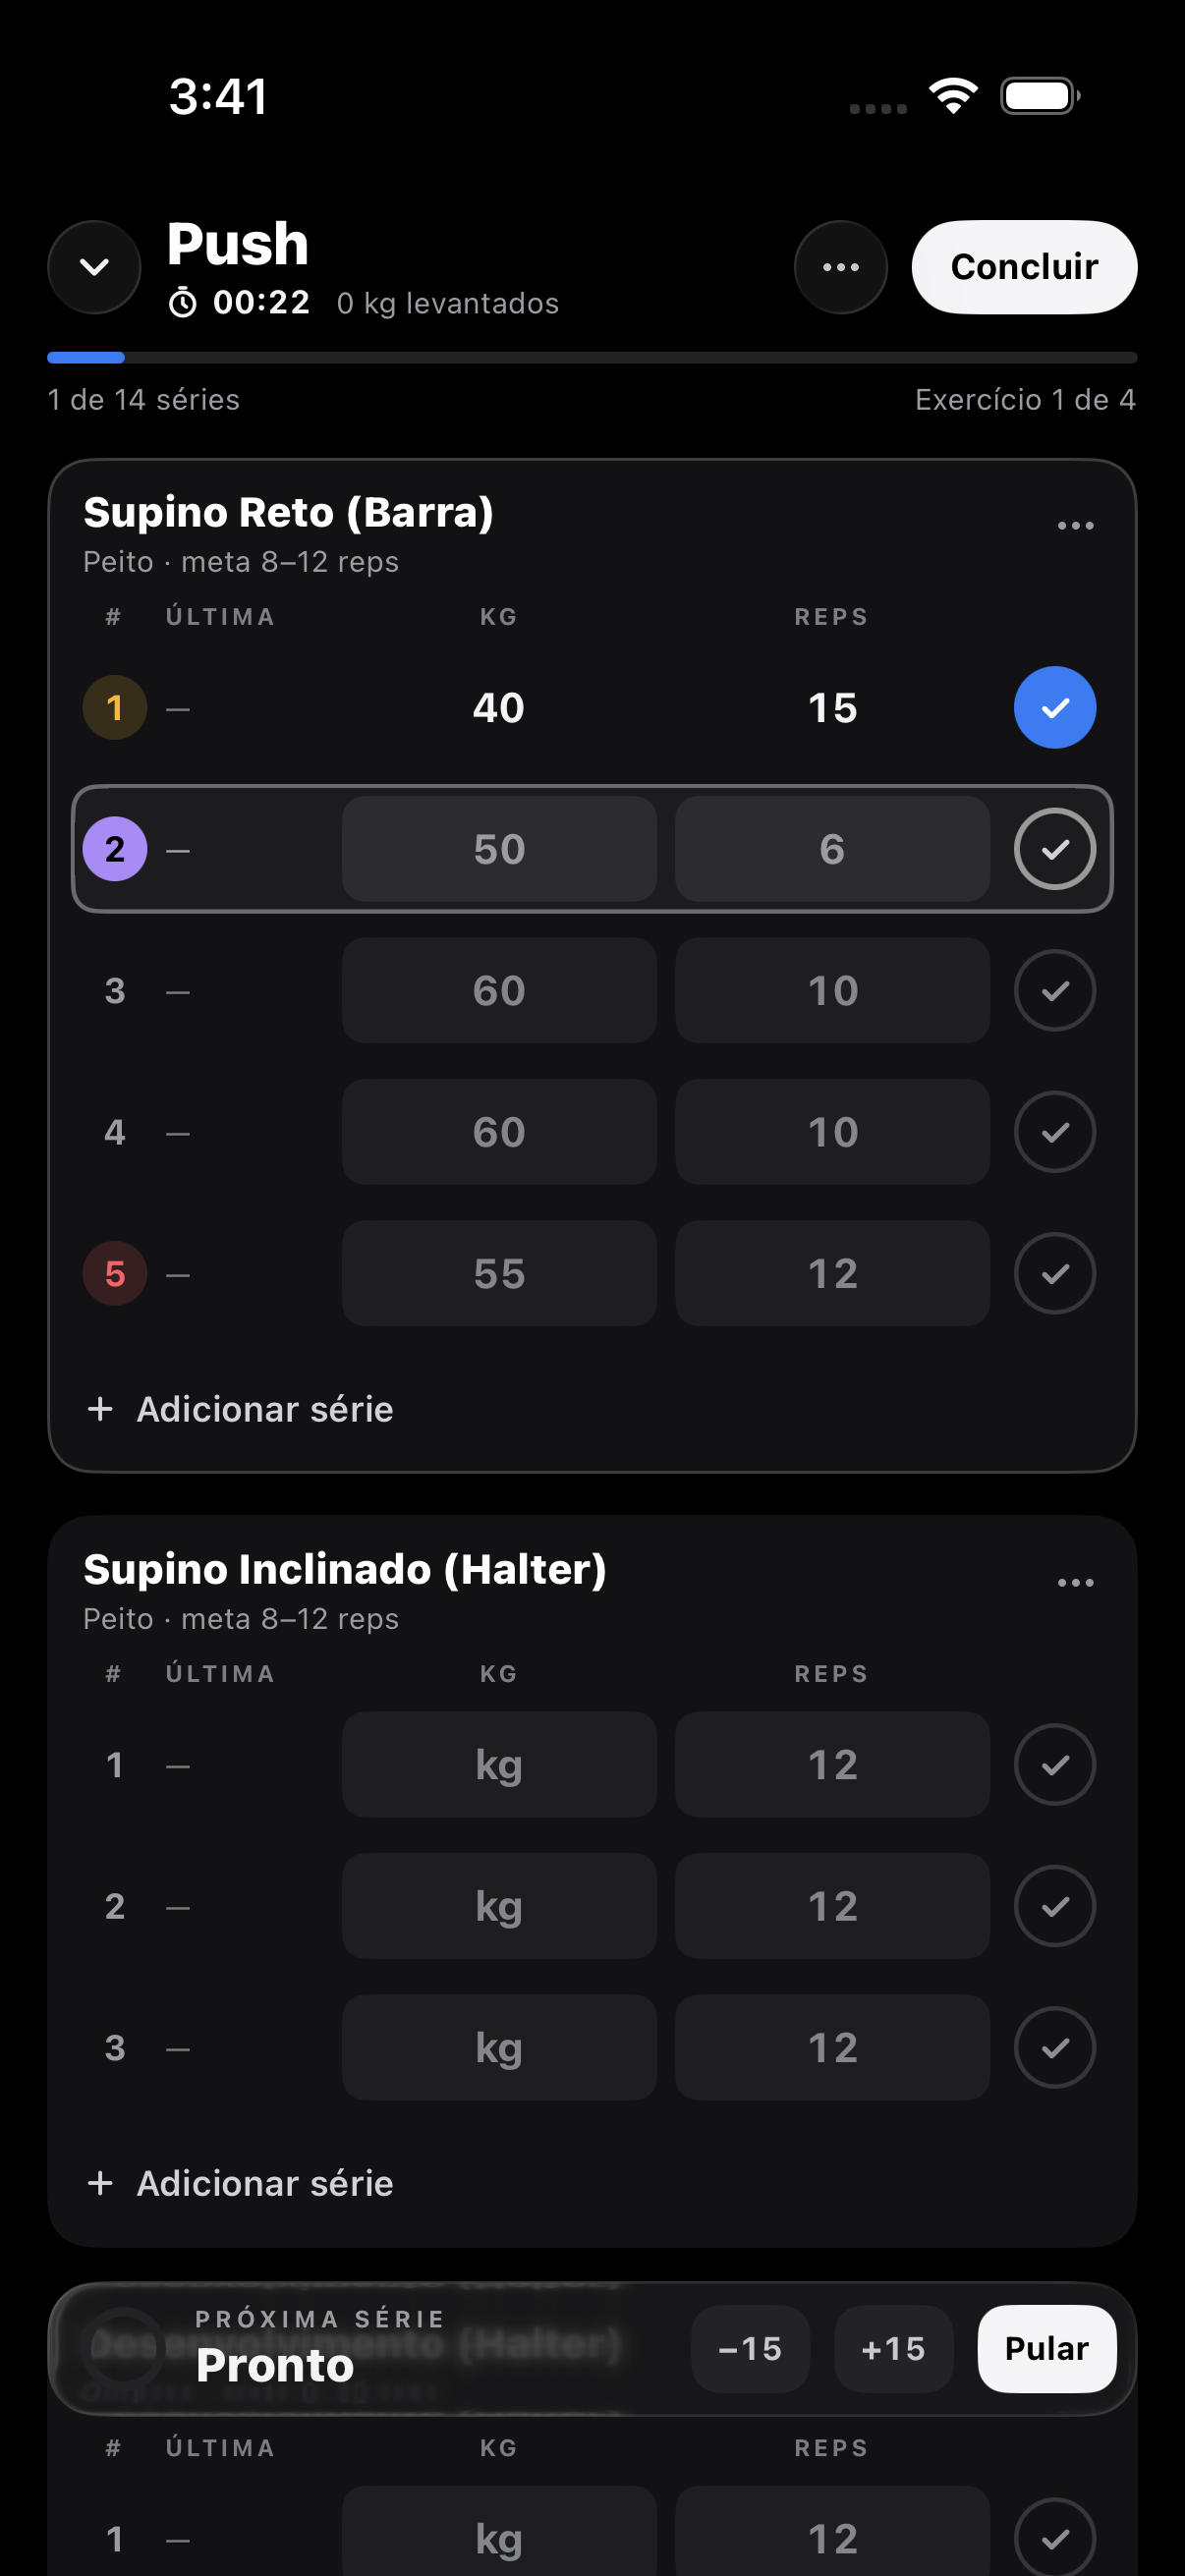 3:41
Push
00:22 0 kg levantados
Concluir
1 de 14 séries
Exercício 1 de 4
Supino Reto (Barra)
Peito · meta 8–12 reps
# ÚLTIMA KG REPS
1 — 40 15
2 — 50 6
3 — 60 10
4 — 60 10
5 — 55 12
+ Adicionar série
Supino Inclinado (Halter)
Peito · meta 8–12 reps
# ÚLTIMA KG REPS
1 — kg 12
2 — kg 12
3 — kg 12
+ Adicionar série
Desenvolvimento (Halter)
PRÓXIMA SÉRIE
Pronto
−15 +15 Pular
# ÚLTIMA KG REPS
1 — kg 12